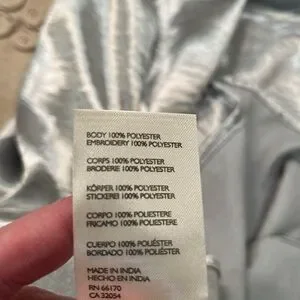 BODY 100% POLYESTER
EMBROIDERY 100% POLYESTER
CORPS 100% POLYESTER
BRODERIE 100% POLYESTER
KÖRPER 100% POLYESTER
STICKEREI 100% POLYESTER
CORPO 100% POLIESTERE
FRICAMO 100% POLIESTERE
CUERPO 100% POLIÉSTER
BORDADO 100% POLIÉSTER
MADE IN INDIA
HECHO EN INDIA
RN 66170
CA 32054